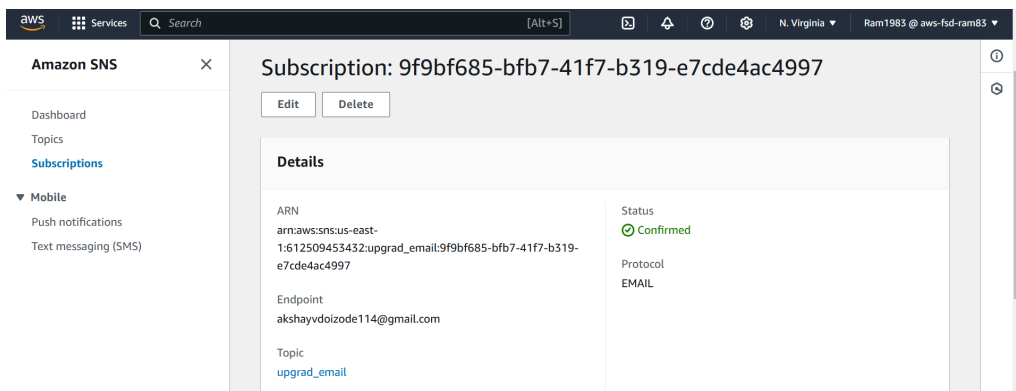 aws Services Search [Alt+S] N. Virginia ▼ Ram1983 @ aws-fsd-ram83 ▼
Amazon SNS
Dashboard
Topics
Subscriptions
Mobile
Push notifications
Text messaging (SMS)
Subscription: 9f9bf685-bfb7-41f7-b319-e7cde4ac4997
Edit Delete
Details
ARN
arn:aws:sns:us-east-
1:612509453432:upgrad_email:9f9bf685-bfb7-41f7-b319-
e7cde4ac4997
Endpoint
akshayvdoizode114@gmail.com
Topic
upgrad_email
Status
Confirmed
Protocol
EMAIL